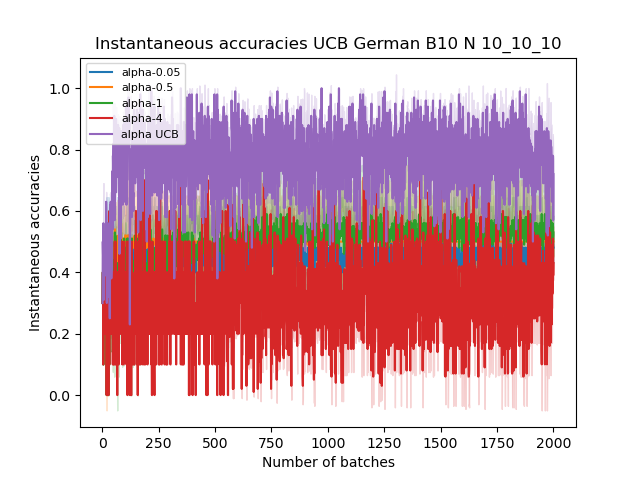 Instantaneous accuracies UCB German B10 N 10_10_10
alpha-0.05
alpha-0.5
alpha-1
alpha-4
alpha UCB
1.0
0.8
0.6
0.4
0.2
0.0
Instantaneous accuracies
0 250 500 750 1000 1250 1500 1750 2000
Number of batches